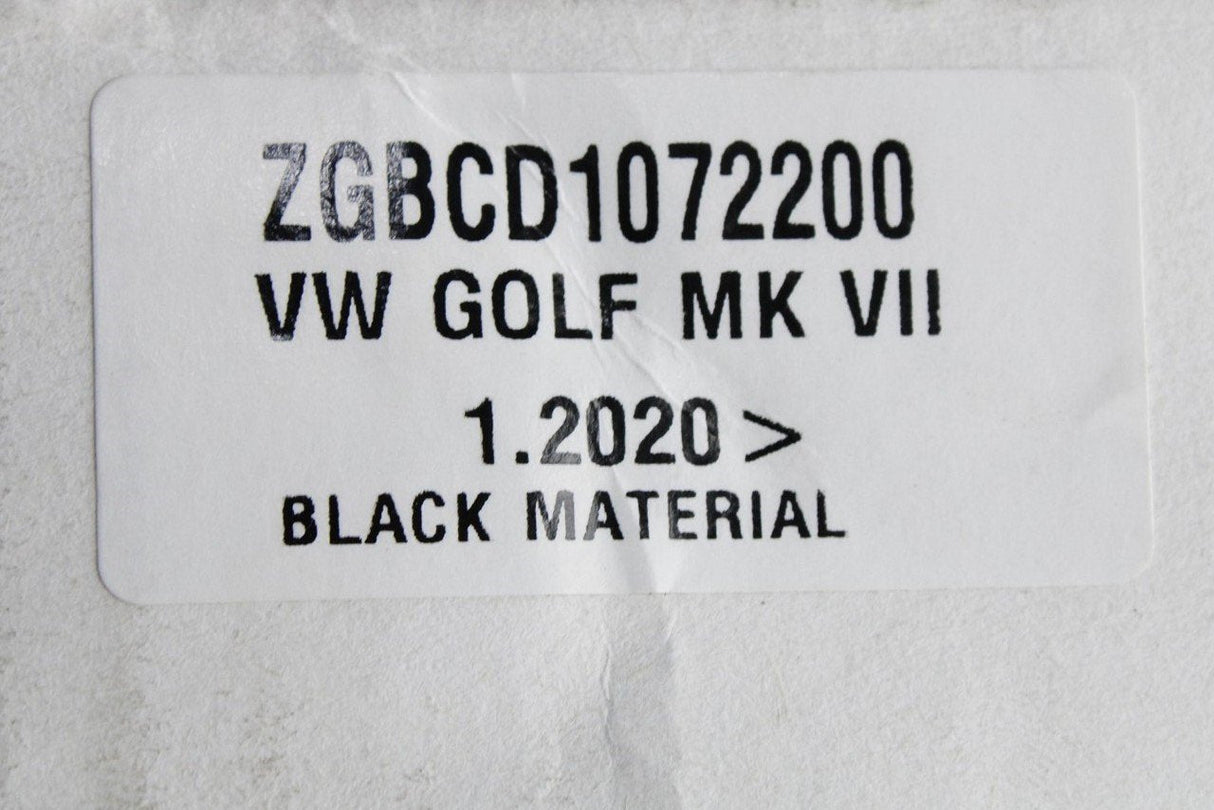 ZGBCD1072200
VW GOLF MK VII
1.2020 >
BLACK MATERIAL